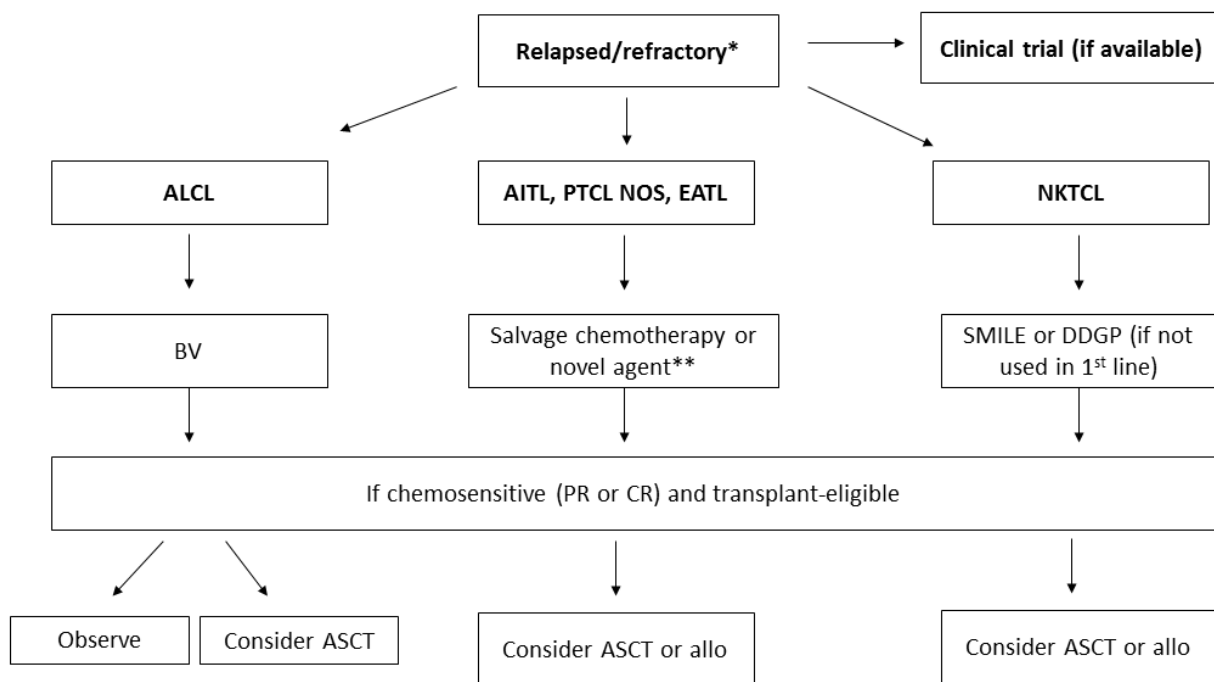 Relapsed/refractory*
Clinical trial (if available)
ALCL
AITL, PTCL NOS, EATL
NKTCL
BV
Salvage chemotherapy or
novel agent**
SMILE or DDGP (if not
used in 1st line)
If chemosensitive (PR or CR) and transplant-eligible
Observe
Consider ASCT
Consider ASCT or allo
Consider ASCT or allo